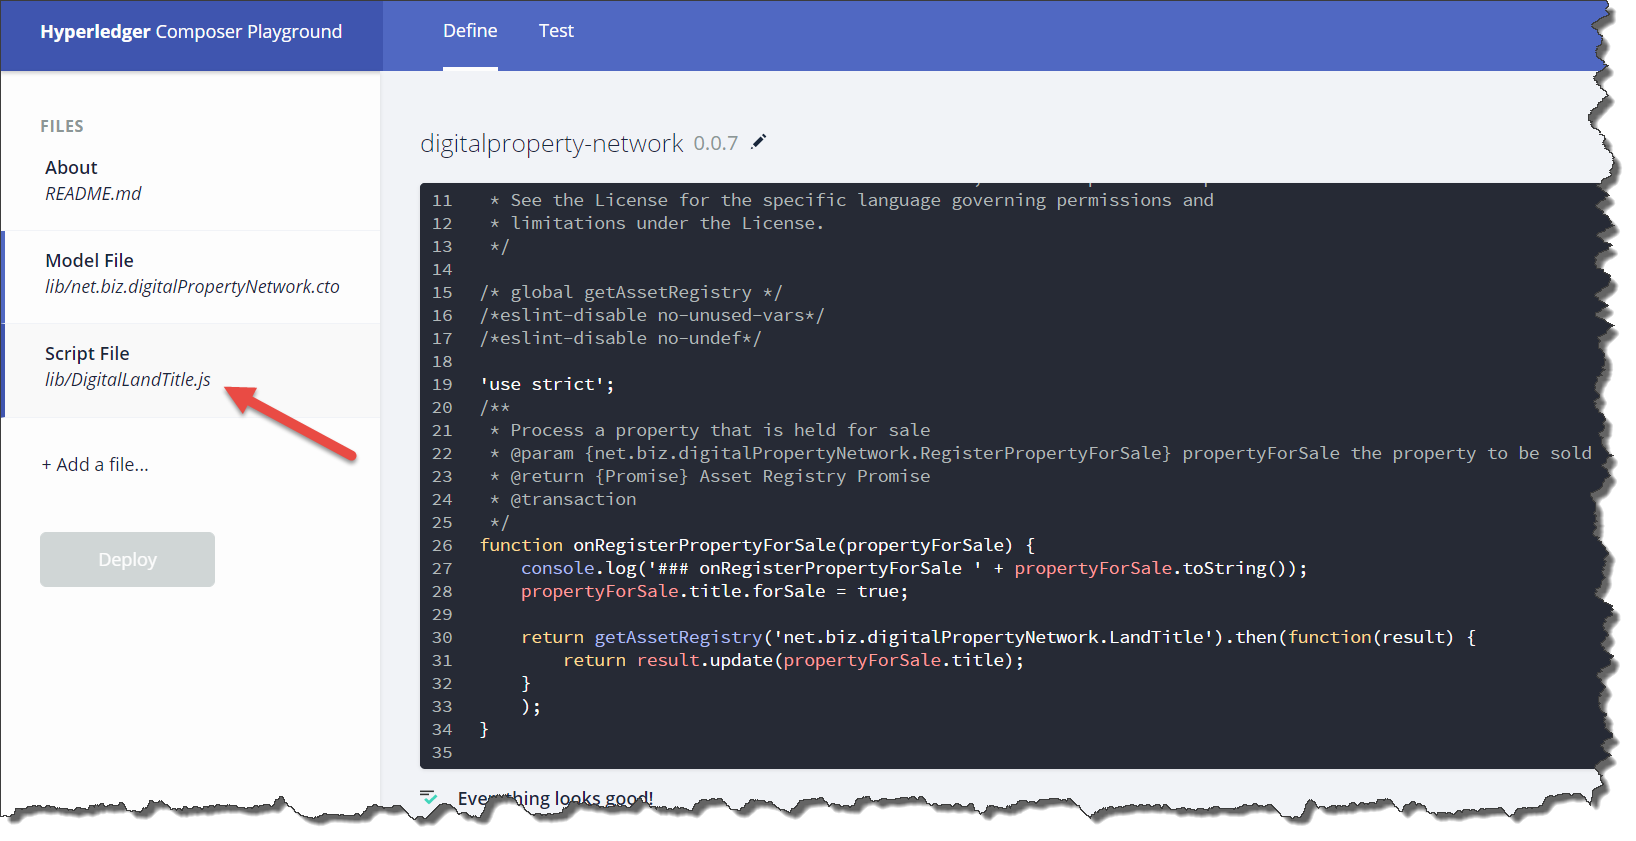 Hyperledger Composer Playground
Define
Test
FILES
About
README.md
Model File
lib/net.biz.digitalPropertyNetwork.cto
Script File
lib/DigitalLandTitle.js
+ Add a file...
Deploy
digitalproperty-network 0.0.7
11  * See the License for the specific language governing permissions and
12  * limitations under the License.
13  */
14
15 /* global getAssetRegistry */
16 /*eslint-disable no-unused-vars*/
17 /*eslint-disable no-undef*/
18
19 'use strict';
20 /**
21  * Process a property that is held for sale
22  * @param {net.biz.digitalPropertyNetwork.RegisterPropertyForSale} propertyForSale the property to be sold
23  * @return {Promise} Asset Registry Promise
24  * @transaction
25  */
26 function onRegisterPropertyForSale(propertyForSale) {
27     console.log('### onRegisterPropertyForSale ' + propertyForSale.toString());
28     propertyForSale.title.forSale = true;
29
30     return getAssetRegistry('net.biz.digitalPropertyNetwork.LandTitle').then(function(result) {
31         return result.update(propertyForSale.title);
32     }
33     );
34 }
35
Everything looks good!